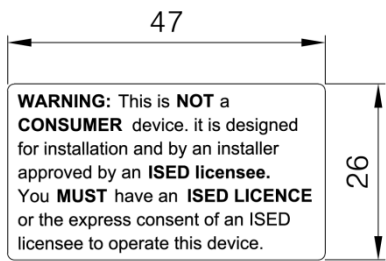 47
WARNING: This is NOT a
CONSUMER device. it is designed
for installation and by an installer
approved by an ISED licensee.
You MUST have an ISED LICENCE
or the express consent of an ISED
licensee to operate this device.
26